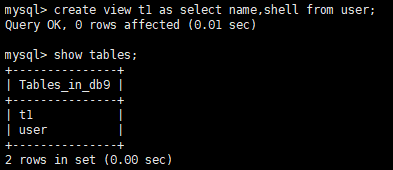 mysql> create view t1 as select name,shell from user;
Query OK, 0 rows affected (0.01 sec)
mysql> show tables;
+---------------+
| Tables_in_db9 |
+---------------+
| t1            |
| user          |
+---------------+
2 rows in set (0.00 sec)